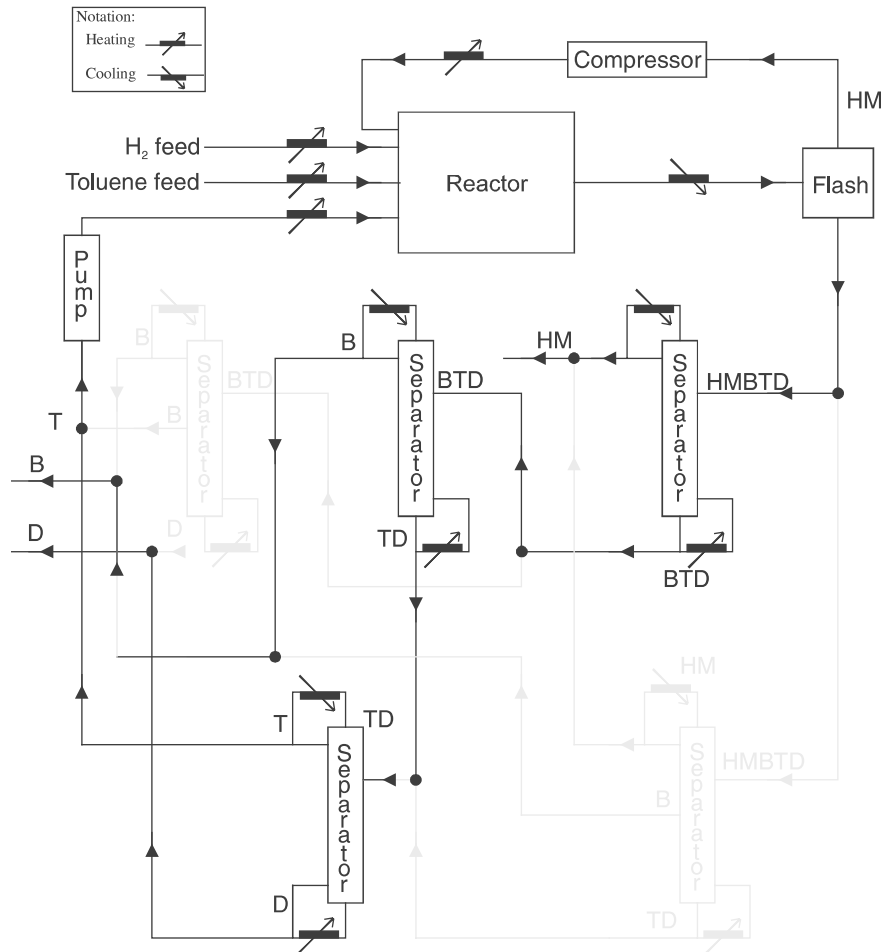 Notation:
Heating
Cooling
Compressor
HM
H₂ feed
Toluene feed
Reactor
Flash
Pump
B
Separator
BTD
B
T
B
D
D
B
Separator
BTD
TD
HM
Separator
HMBTD
BTD
T
TD
Separator
D
HM
HMBTD
B
Separator
TD